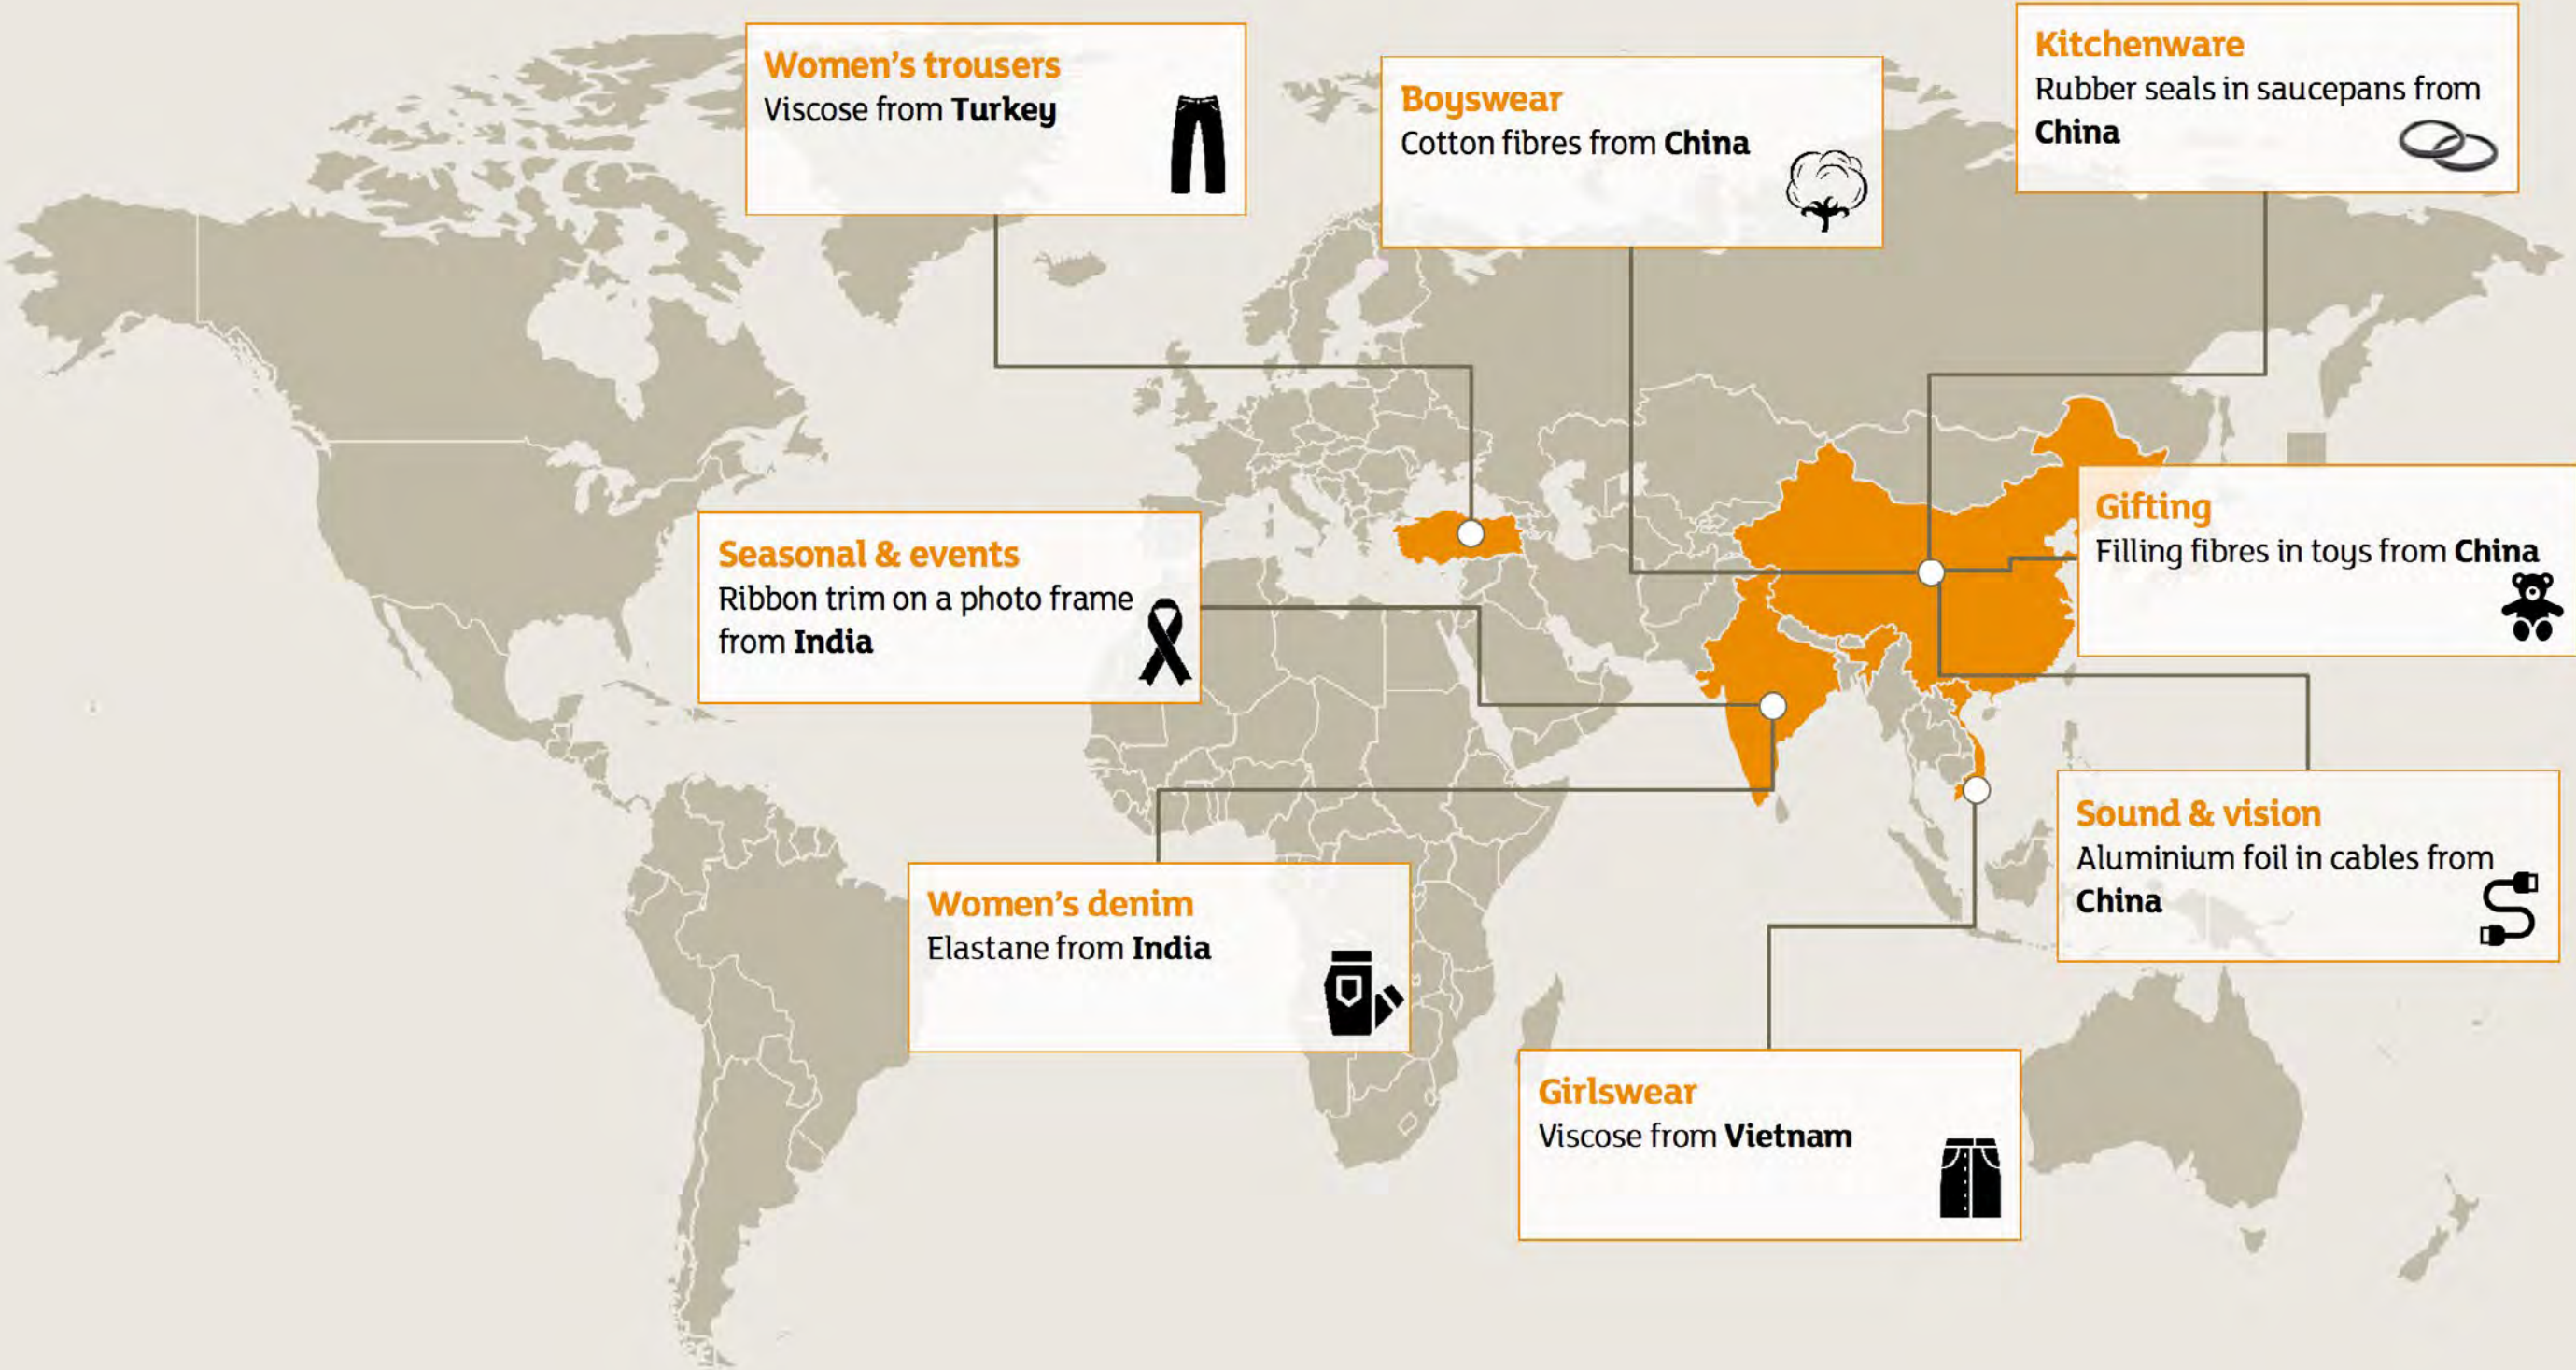 Women's trousers
Viscose from Turkey
Boyswear
Cotton fibres from China
Kitchenware
Rubber seals in saucepans from
China
Seasonal & events
Ribbon trim on a photo frame
from India
Gifting
Filling fibres in toys from China
Women's denim
Elastane from India
Sound & vision
Aluminium foil in cables from
China
Girlswear
Viscose from Vietnam